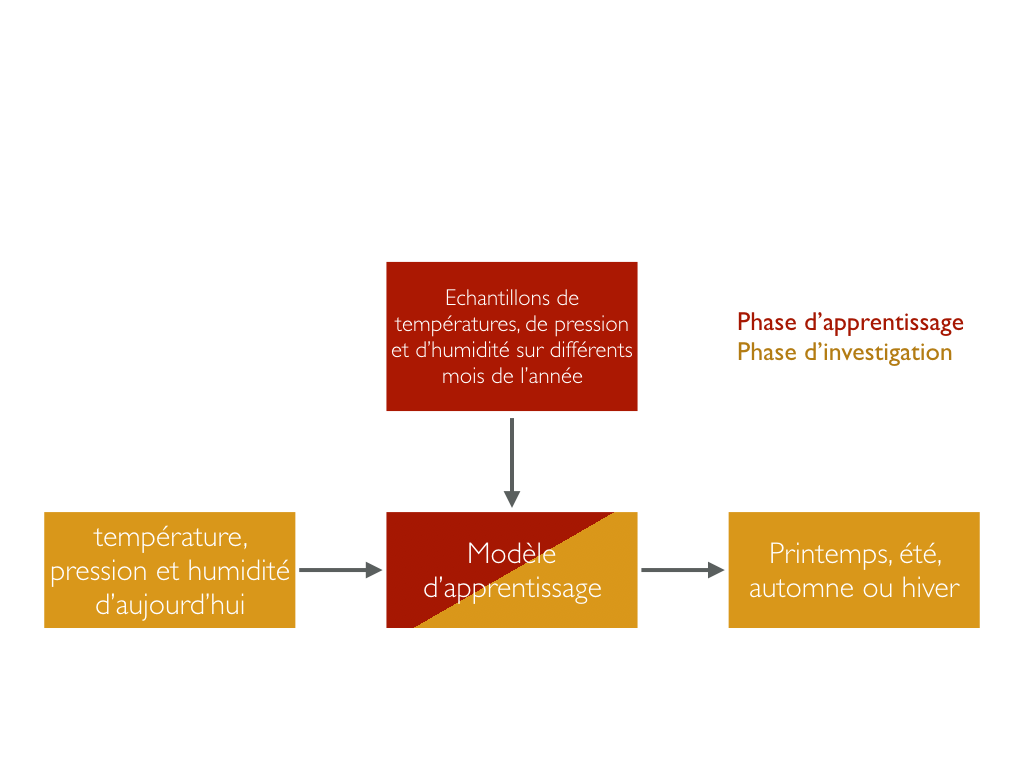 Echantillons de
températures, de pression
et d’humidité sur différents
mois de l’année
Phase d’apprentissage
Phase d’investigation
température,
pression et humidité
d’aujourd’hui
Modèle
d’apprentissage
Printemps, été,
automne ou hiver